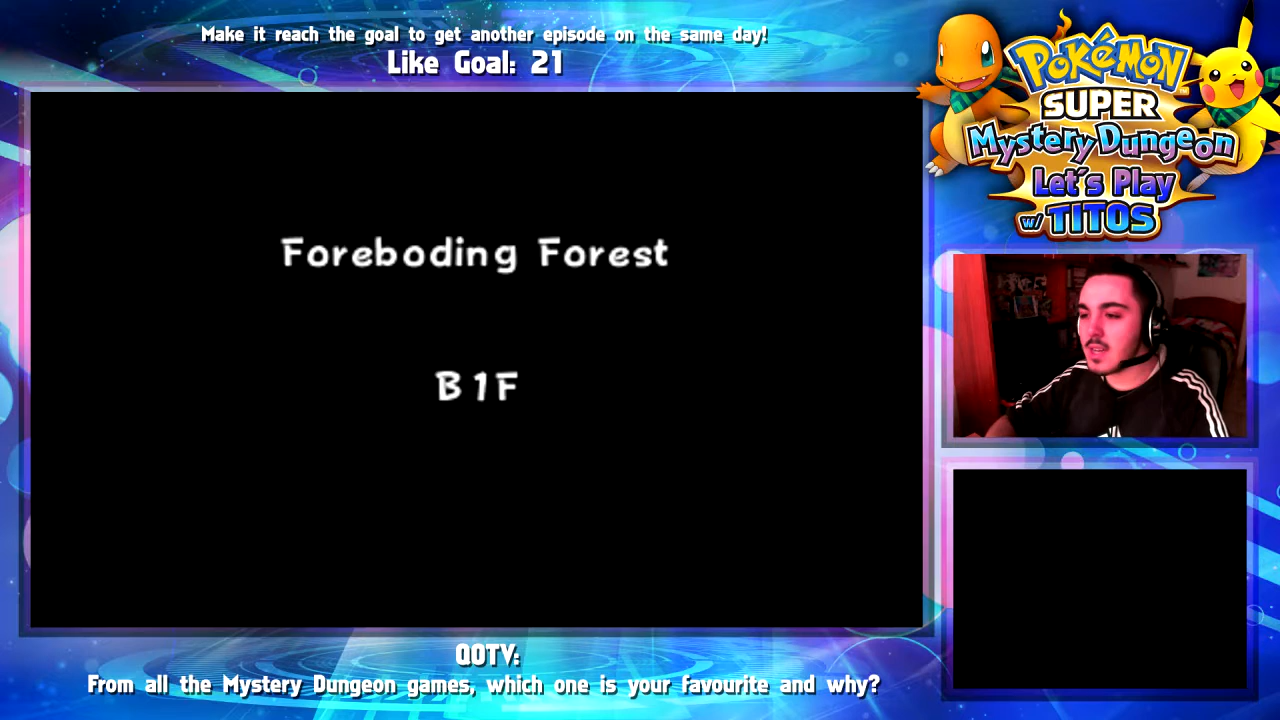 Make it reach the goal to get another episode on the same day!
Like Goal: 21
POKéMON
SUPER
Mystery Dungeon
Let's Play
w/ TITOS
Foreboding Forest
B1F
QOTV:
From all the Mystery Dungeon games, which one is your favourite and why?